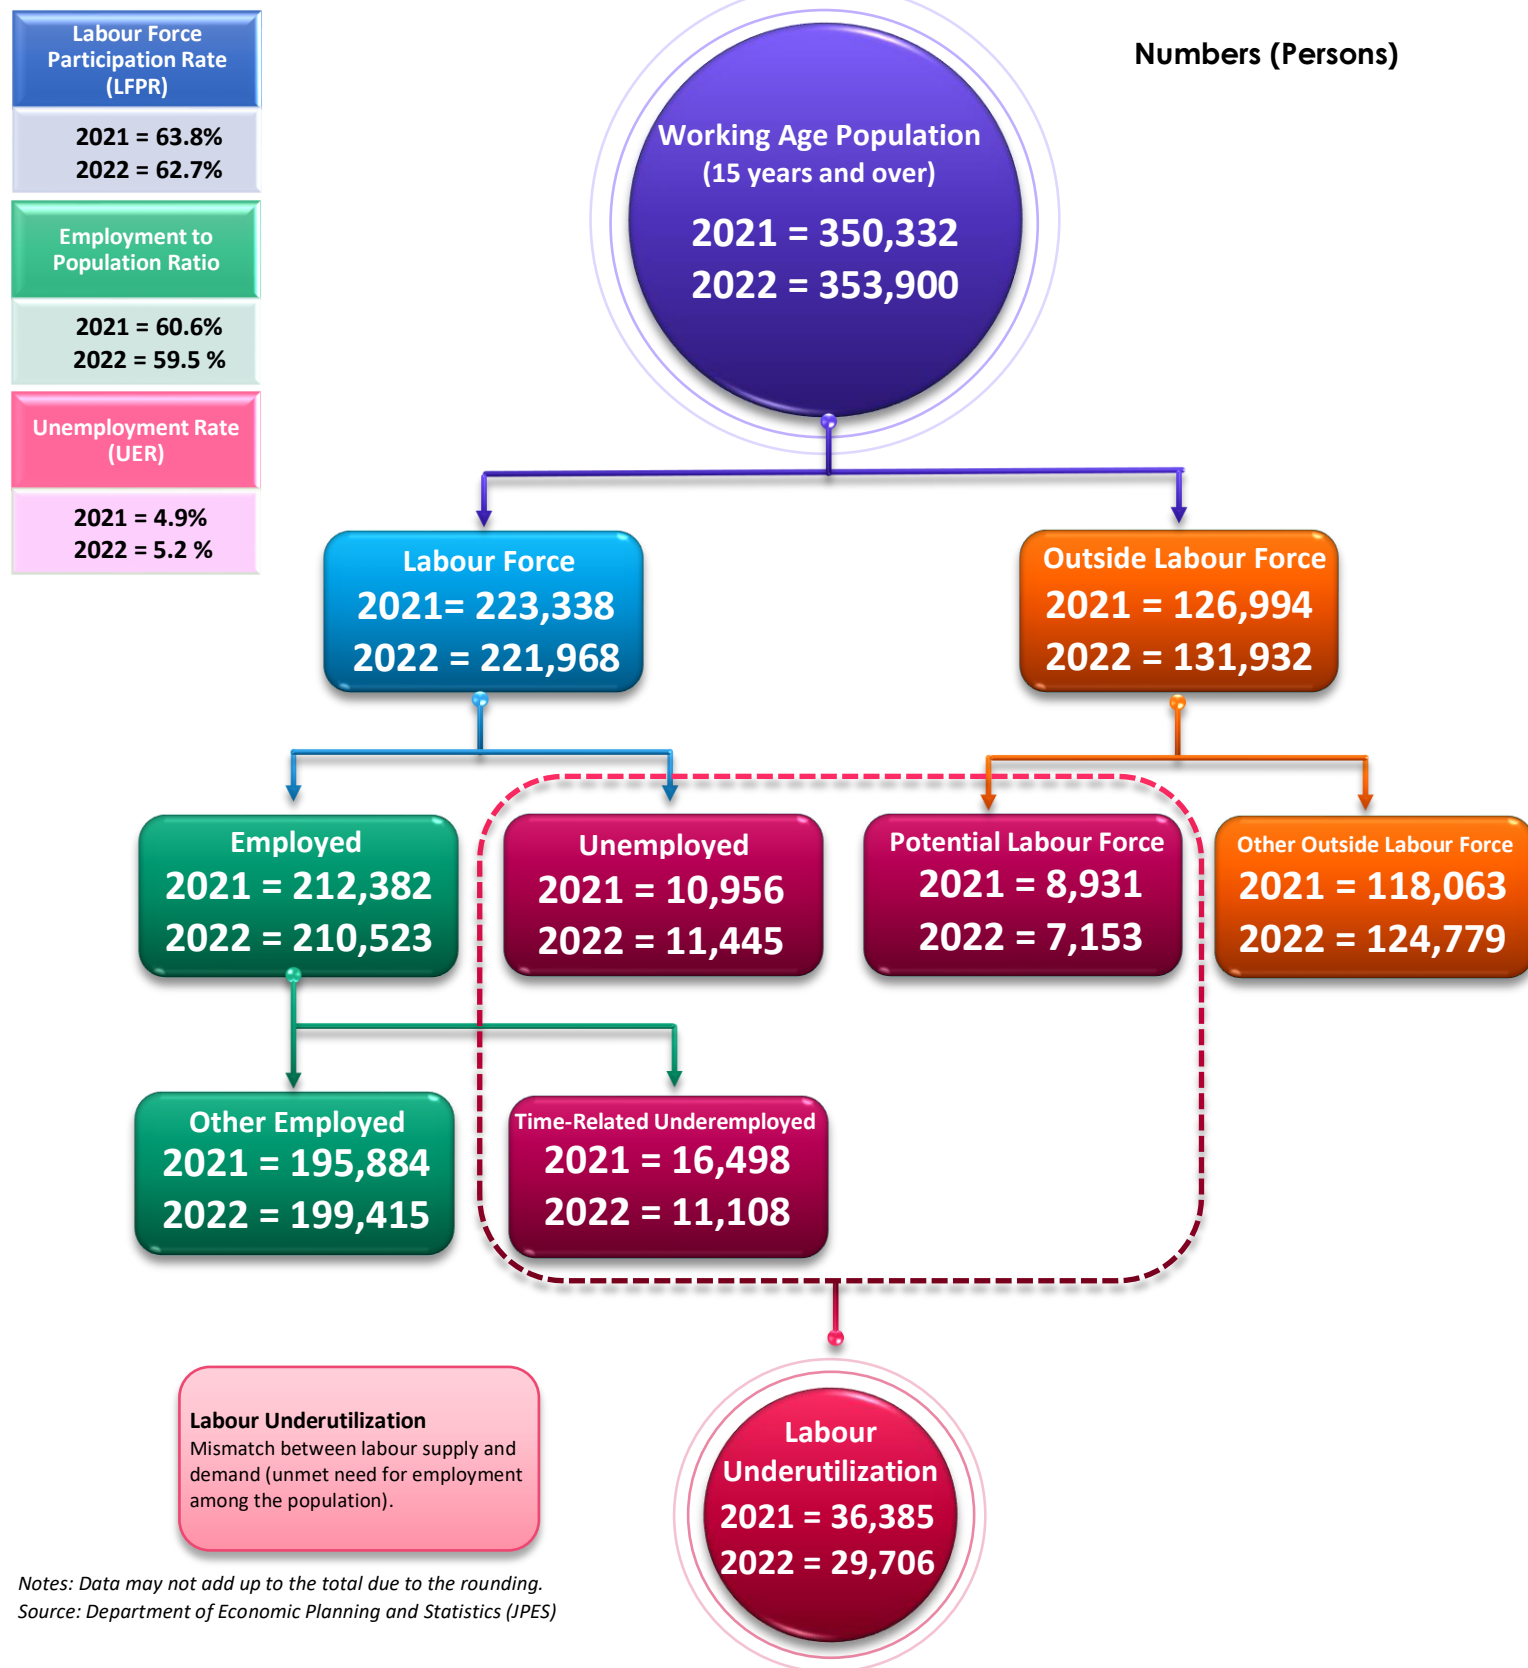 Labour Force
Participation Rate
(LFPR)
2021 = 63.8%
2022 = 62.7%
Employment to
Population Ratio
2021 = 60.6%
2022 = 59.5 %
Unemployment Rate
(UER)
2021 = 4.9%
2022 = 5.2 %
Numbers (Persons)
Working Age Population
(15 years and over)
2021 = 350,332
2022 = 353,900
Labour Force
2021= 223,338
2022 = 221,968
Outside Labour Force
2021 = 126,994
2022 = 131,932
Employed
2021 = 212,382
2022 = 210,523
Unemployed
2021 = 10,956
2022 = 11,445
Potential Labour Force
2021 = 8,931
2022 = 7,153
Other Outside Labour Force
2021 = 118,063
2022 = 124,779
Other Employed
2021 = 195,884
2022 = 199,415
Time-Related Underemployed
2021 = 16,498
2022 = 11,108
Labour Underutilization
Mismatch between labour supply and
demand (unmet need for employment
among the population).
Labour
Underutilization
2021 = 36,385
2022 = 29,706
Notes: Data may not add up to the total due to the rounding.
Source: Department of Economic Planning and Statistics (JPES)